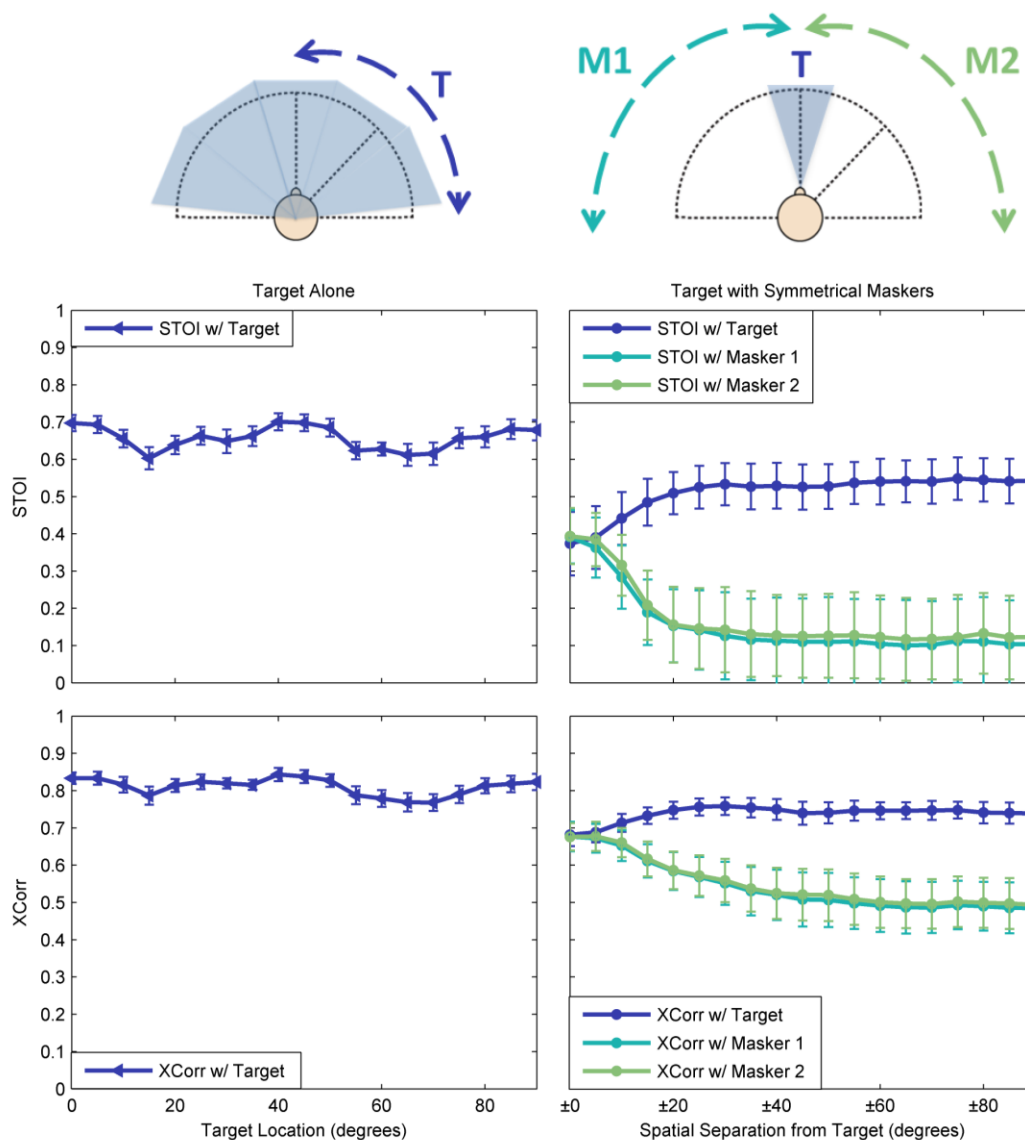 T
M1
T
M2
Target Alone
Target with Symmetrical Maskers
STOI w/ Target
STOI w/ Target
STOI w/ Masker 1
STOI w/ Masker 2
1
0.9
0.8
0.7
0.6
0.5
0.4
0.3
0.2
0.1
0
STOI
1
0.9
0.8
0.7
0.6
0.5
0.4
0.3
0.2
0.1
0
XCorr
XCorr w/ Target
XCorr w/ Target
XCorr w/ Masker 1
XCorr w/ Masker 2
0 20 40 60 80
±0 ±20 ±40 ±60 ±80
Target Location (degrees)
Spatial Separation from Target (degrees)